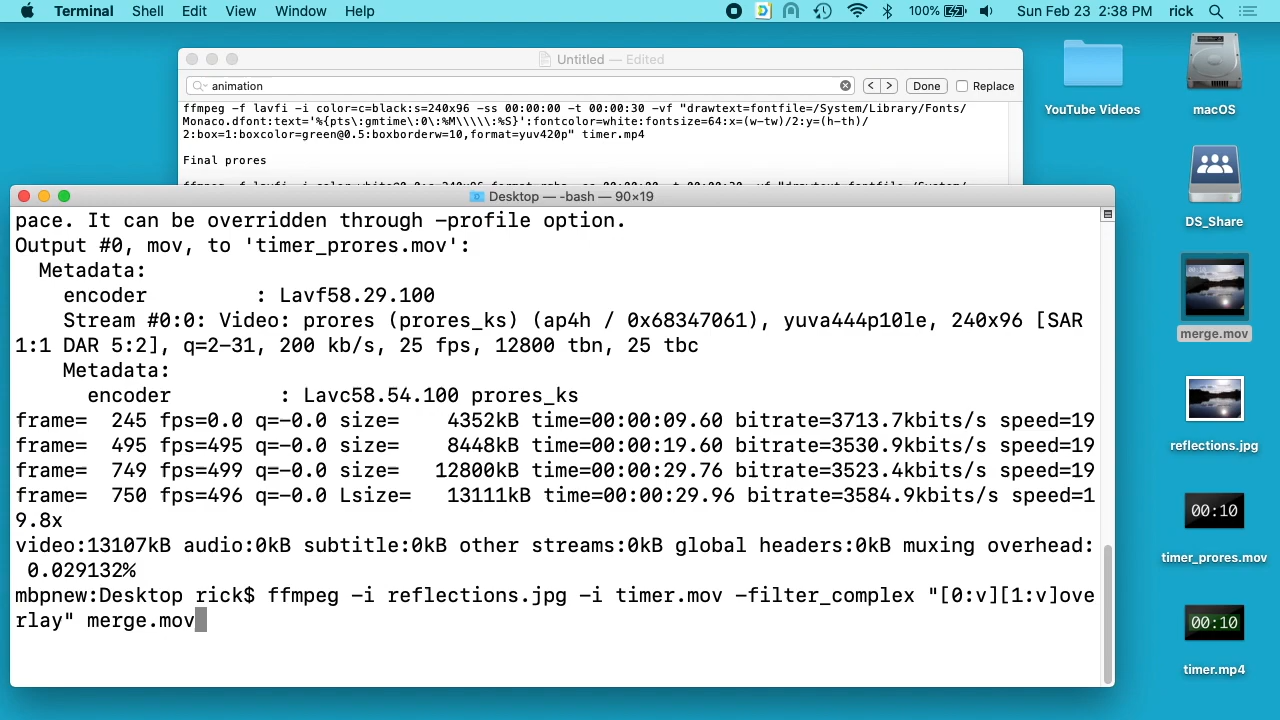 Terminal Shell Edit View Window Help 100% Sun Feb 23 2:38 PM rick
Untitled — Edited
animation Done Replace
ffmpeg -f lavfi -i color=c=black:s=240x96 -ss 00:00:00 -t 00:00:30 -vf "drawtext=fontfile=/System/Library/Fonts/
Monaco.dfont:text='%{pts\:gmtime\:0\:%M\\\\\:%S}':fontcolor=white:fontsize=64:x=(w-tw)/2:y=(h-th)/
2:box=1:boxcolor=green@0.5:boxborderw=10,format=yuv420p" timer.mp4
Final prores
Desktop — -bash — 90×19
pace. It can be overridden through -profile option.
Output #0, mov, to 'timer_prores.mov':
Metadata:
encoder : Lavf58.29.100
Stream #0:0: Video: prores (prores_ks) (ap4h / 0x68347061), yuva444p10le, 240x96 [SAR
1:1 DAR 5:2], q=2-31, 200 kb/s, 25 fps, 12800 tbn, 25 tbc
Metadata:
encoder : Lavc58.54.100 prores_ks
frame= 245 fps=0.0 q=-0.0 size= 4352kB time=00:00:09.60 bitrate=3713.7kbits/s speed=19
frame= 495 fps=495 q=-0.0 size= 8448kB time=00:00:19.60 bitrate=3530.9kbits/s speed=19
frame= 749 fps=499 q=-0.0 size= 12800kB time=00:00:29.76 bitrate=3523.4kbits/s speed=19
frame= 750 fps=496 q=-0.0 Lsize= 13111kB time=00:00:29.96 bitrate=3584.9kbits/s speed=1
9.8x
video:13107kB audio:0kB subtitle:0kB other streams:0kB global headers:0kB muxing overhead:
0.029132%
mbpnew:Desktop rick$ ffmpeg -i reflections.jpg -i timer.mov -filter_complex "[0:v][1:v]ove
rlay" merge.mov
YouTube Videos
macOS
DS_Share
merge.mov
reflections.jpg
00:10
timer_prores.mov
00:10
timer.mp4